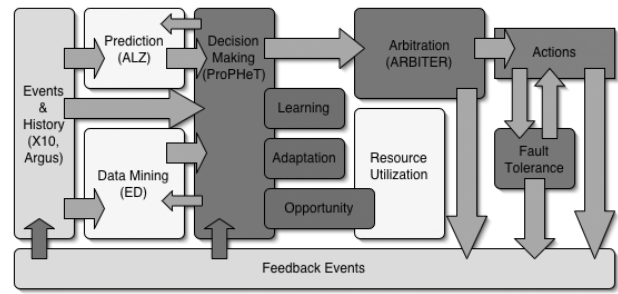 Events
&
History
(X10,
Argus)
Prediction
(ALZ)
Data Mining
(ED)
Decision
Making
(ProPHeT)
Learning
Adaptation
Opportunity
Arbitration
(ARBITER)
Resource
Utilization
Actions
Fault
Tolerance
Feedback Events